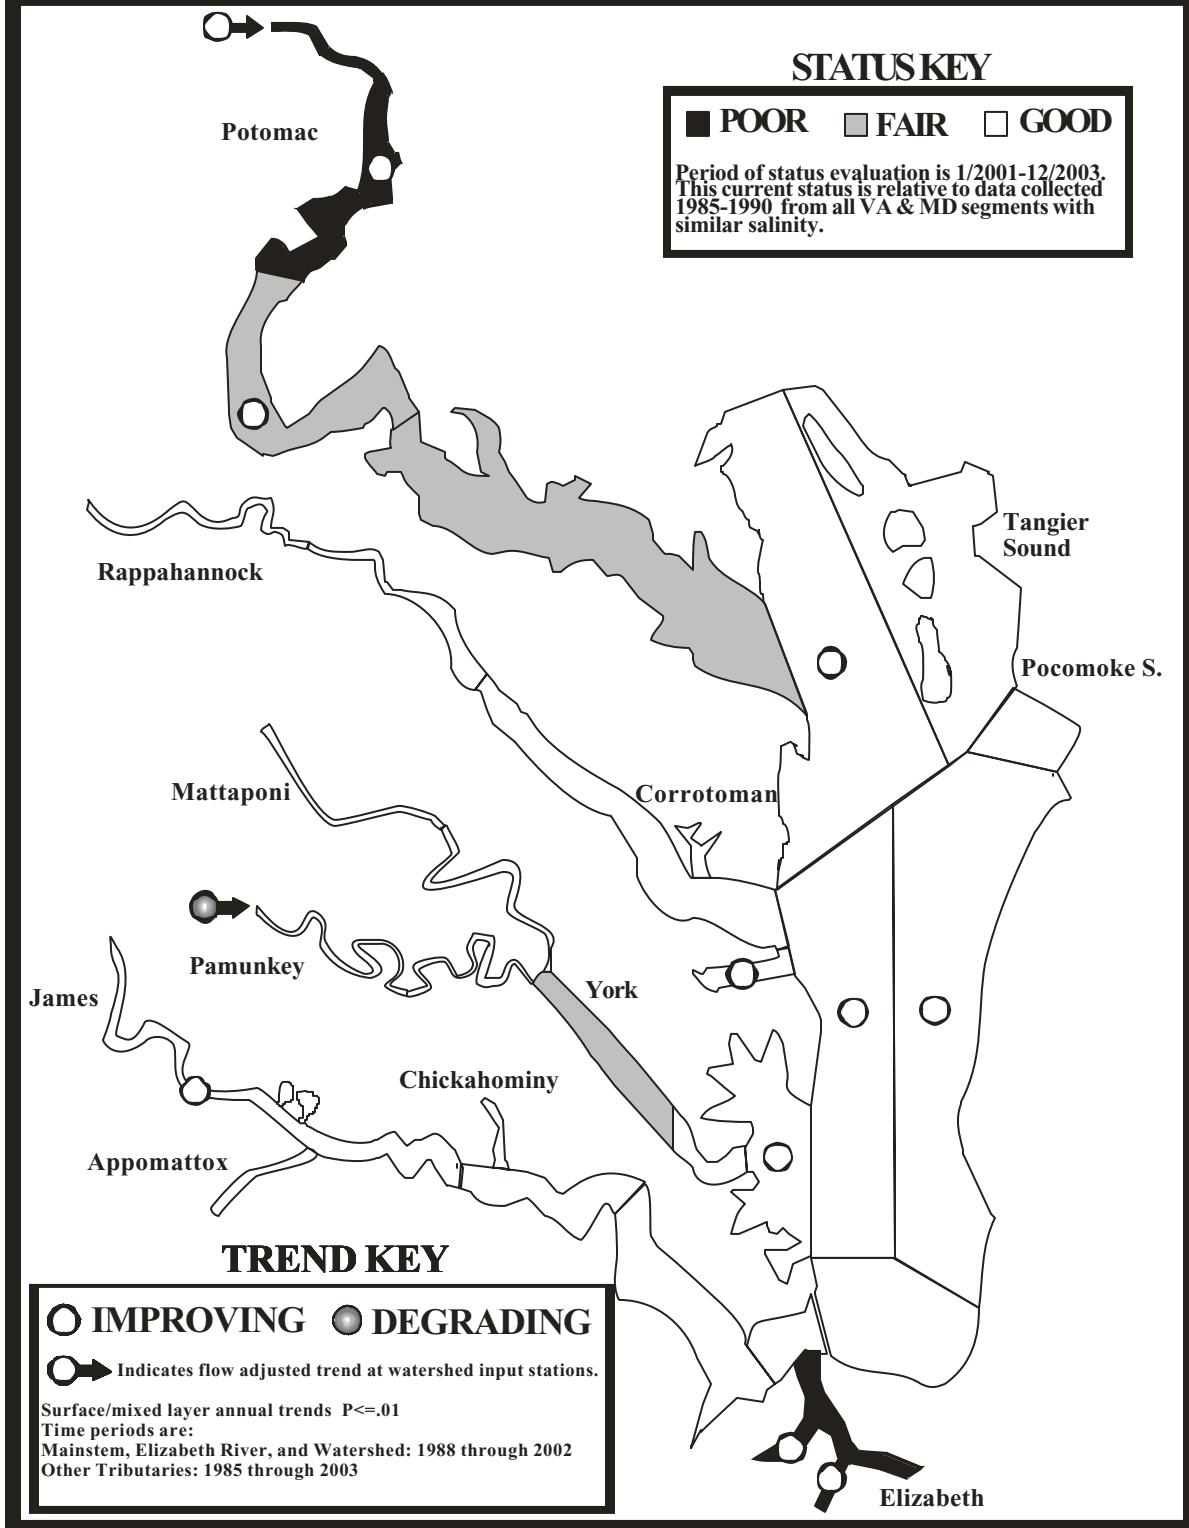 STATUS KEY
POOR FAIR GOOD
Period of status evaluation is 1/2001-12/2003.
This current status is relative to data collected
1985-1990 from all VA & MD segments with
similar salinity.
Potomac
Tangier
Sound
Rappahannock
Pocomoke S.
Mattaponi
Corrotoman
Pamunkey
York
James
Chickahominy
Appomattox
TREND KEY
IMPROVING DEGRADING
Indicates flow adjusted trend at watershed input stations.
Surface/mixed layer annual trends P<=.01
Time periods are:
Mainstem, Elizabeth River, and Watershed: 1988 through 2002
Other Tributaries: 1985 through 2003
Elizabeth